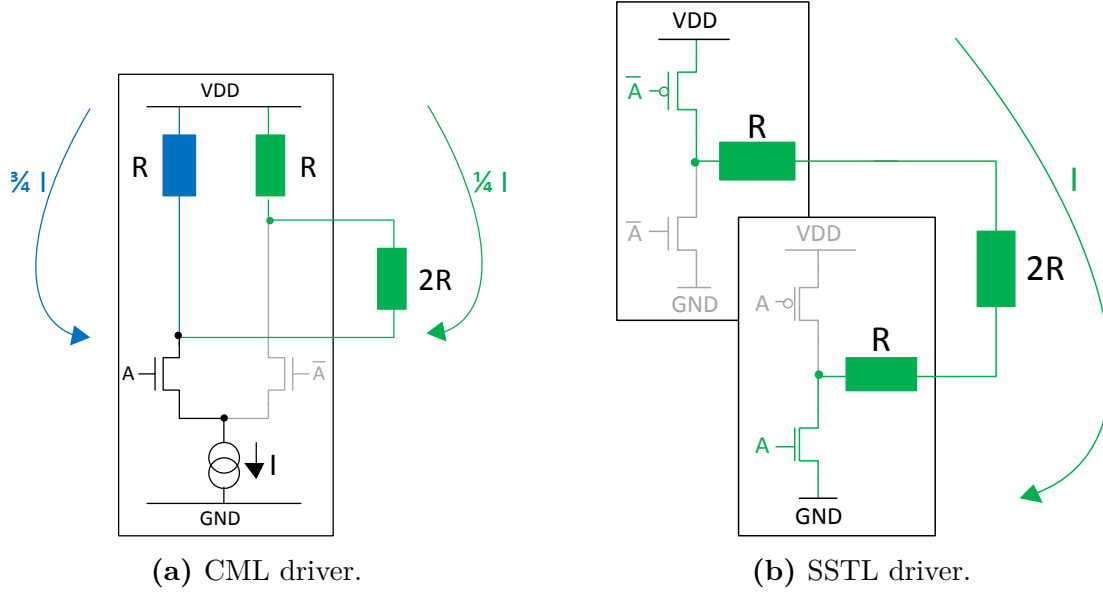 VDD
R
R
¾ I
¼ I
2R
A
A̅
I
GND
(a) CML driver.
VDD
A̅
R
A̅
GND
VDD
I
2R
A
R
A
GND
(b) SSTL driver.